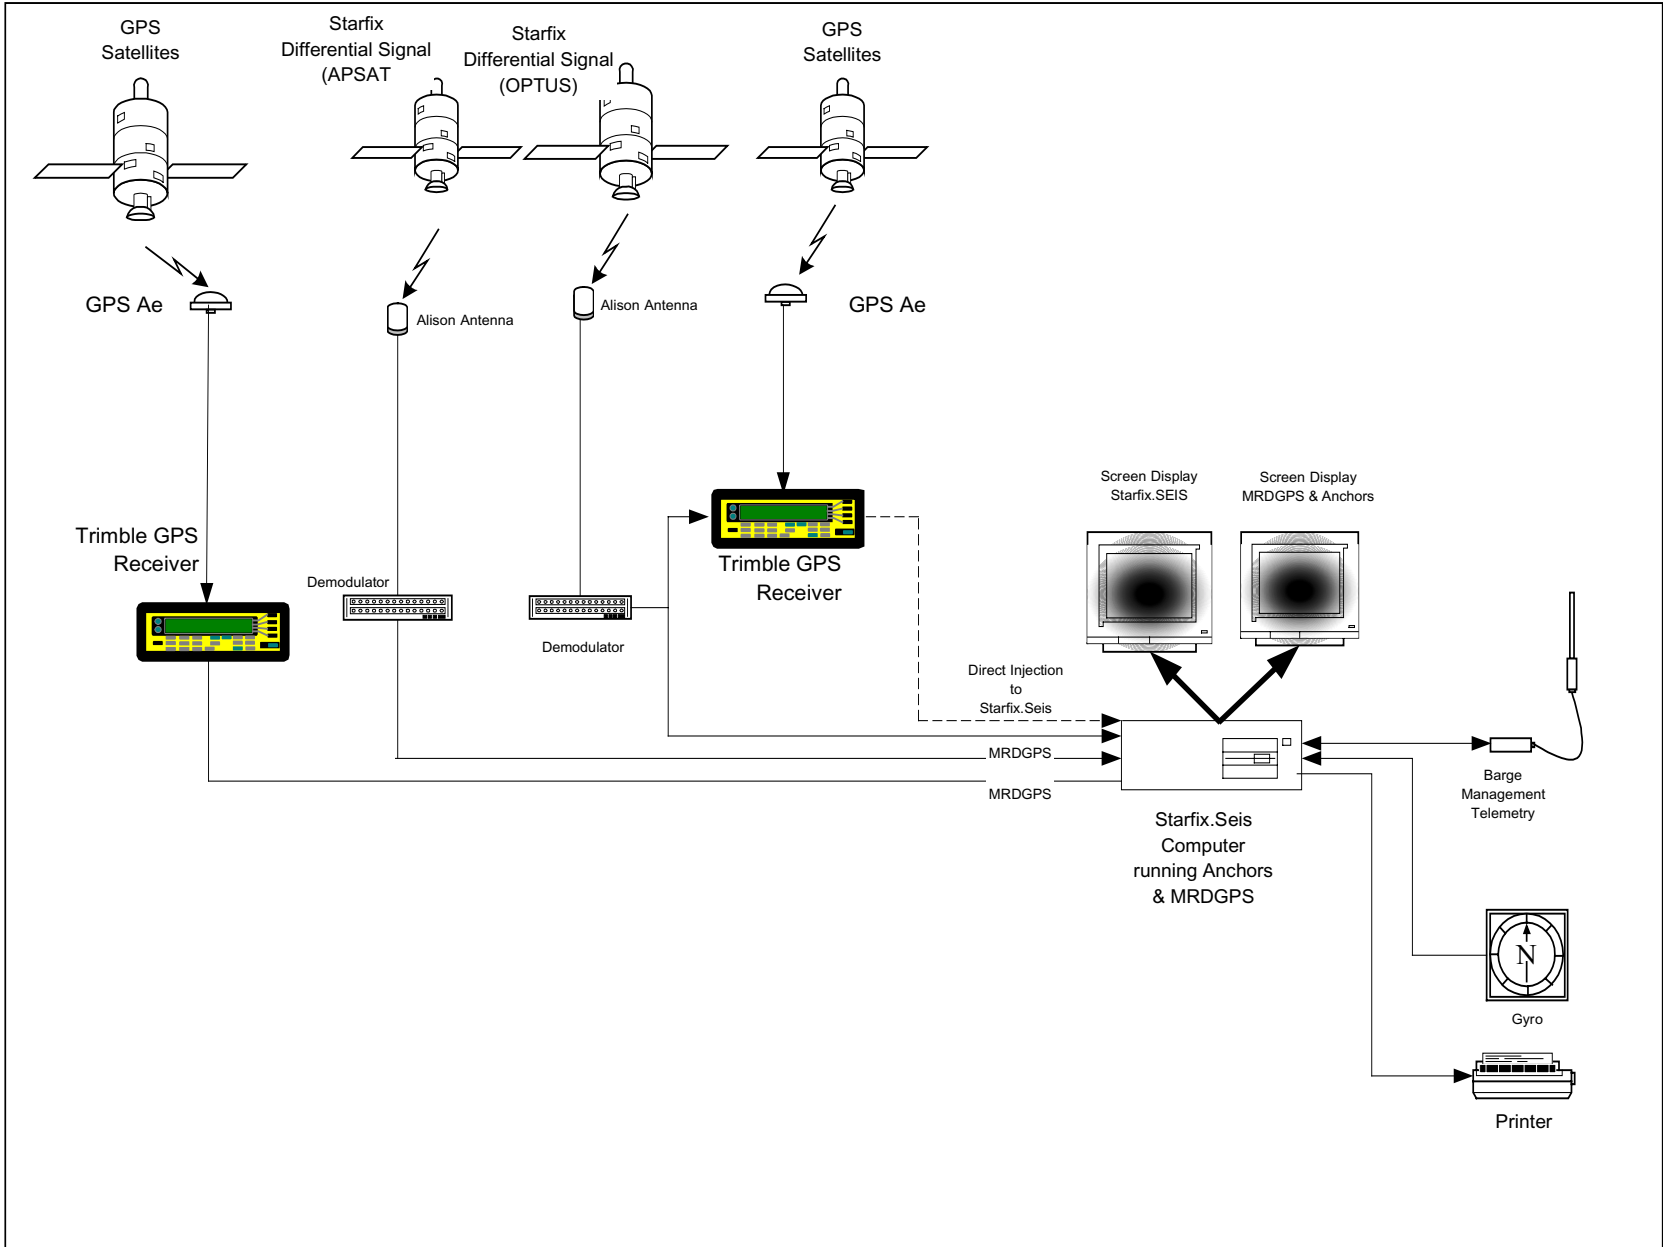 GPS
Satellites
Starfix
Differential Signal
(APSAT
Starfix
Differential Signal
(OPTUS)
GPS
Satellites
GPS Ae
Alison Antenna
Alison Antenna
GPS Ae
Trimble GPS
Receiver
Demodulator
Demodulator
Trimble GPS
Receiver
Screen Display
Starfix.SEIS
Screen Display
MRDGPS & Anchors
Direct Injection
to
Starfix.Seis
MRDGPS
MRDGPS
Starfix.Seis
Computer
running Anchors
& MRDGPS
Barge
Management
Telemetry
N
Gyro
Printer